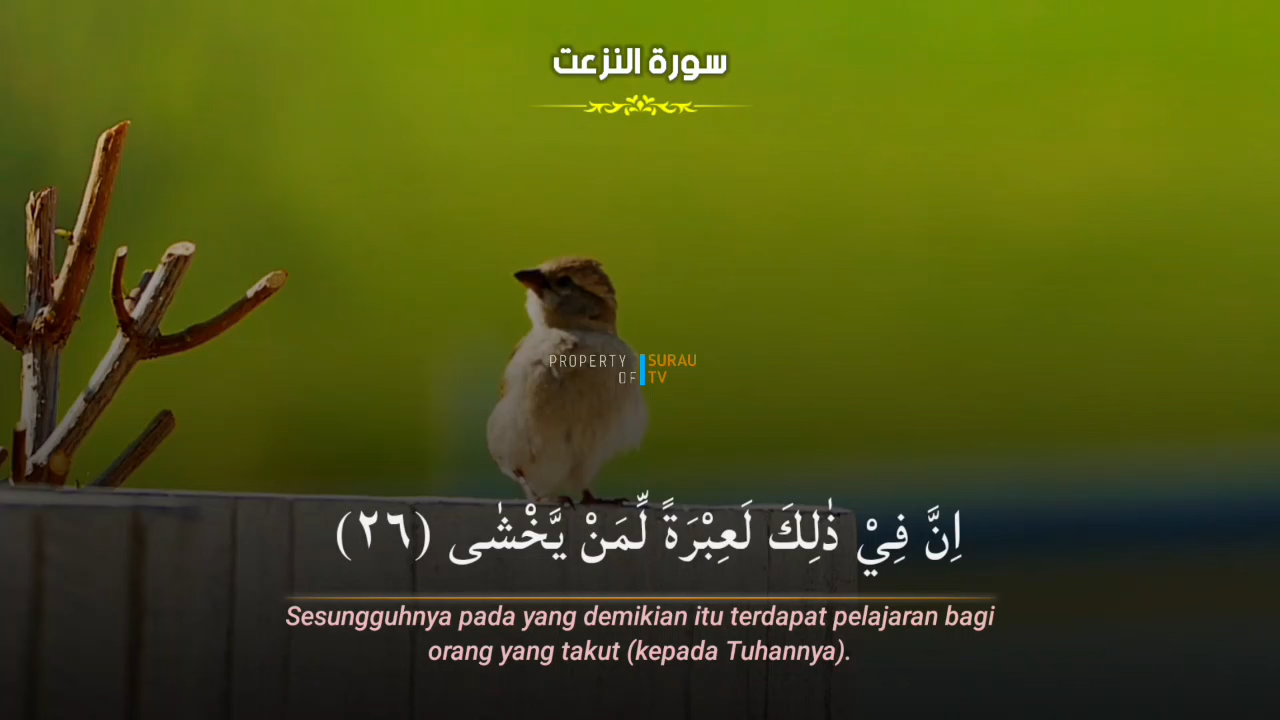 سورة النزعت
PROPERTY OF SURAU TV
اِنَّ فِيْ ذٰلِكَ لَعِبْرَةً لِّمَنْ يَّخْشٰى (٢٦)
Sesungguhnya pada yang demikian itu terdapat pelajaran bagi
orang yang takut (kepada Tuhannya).